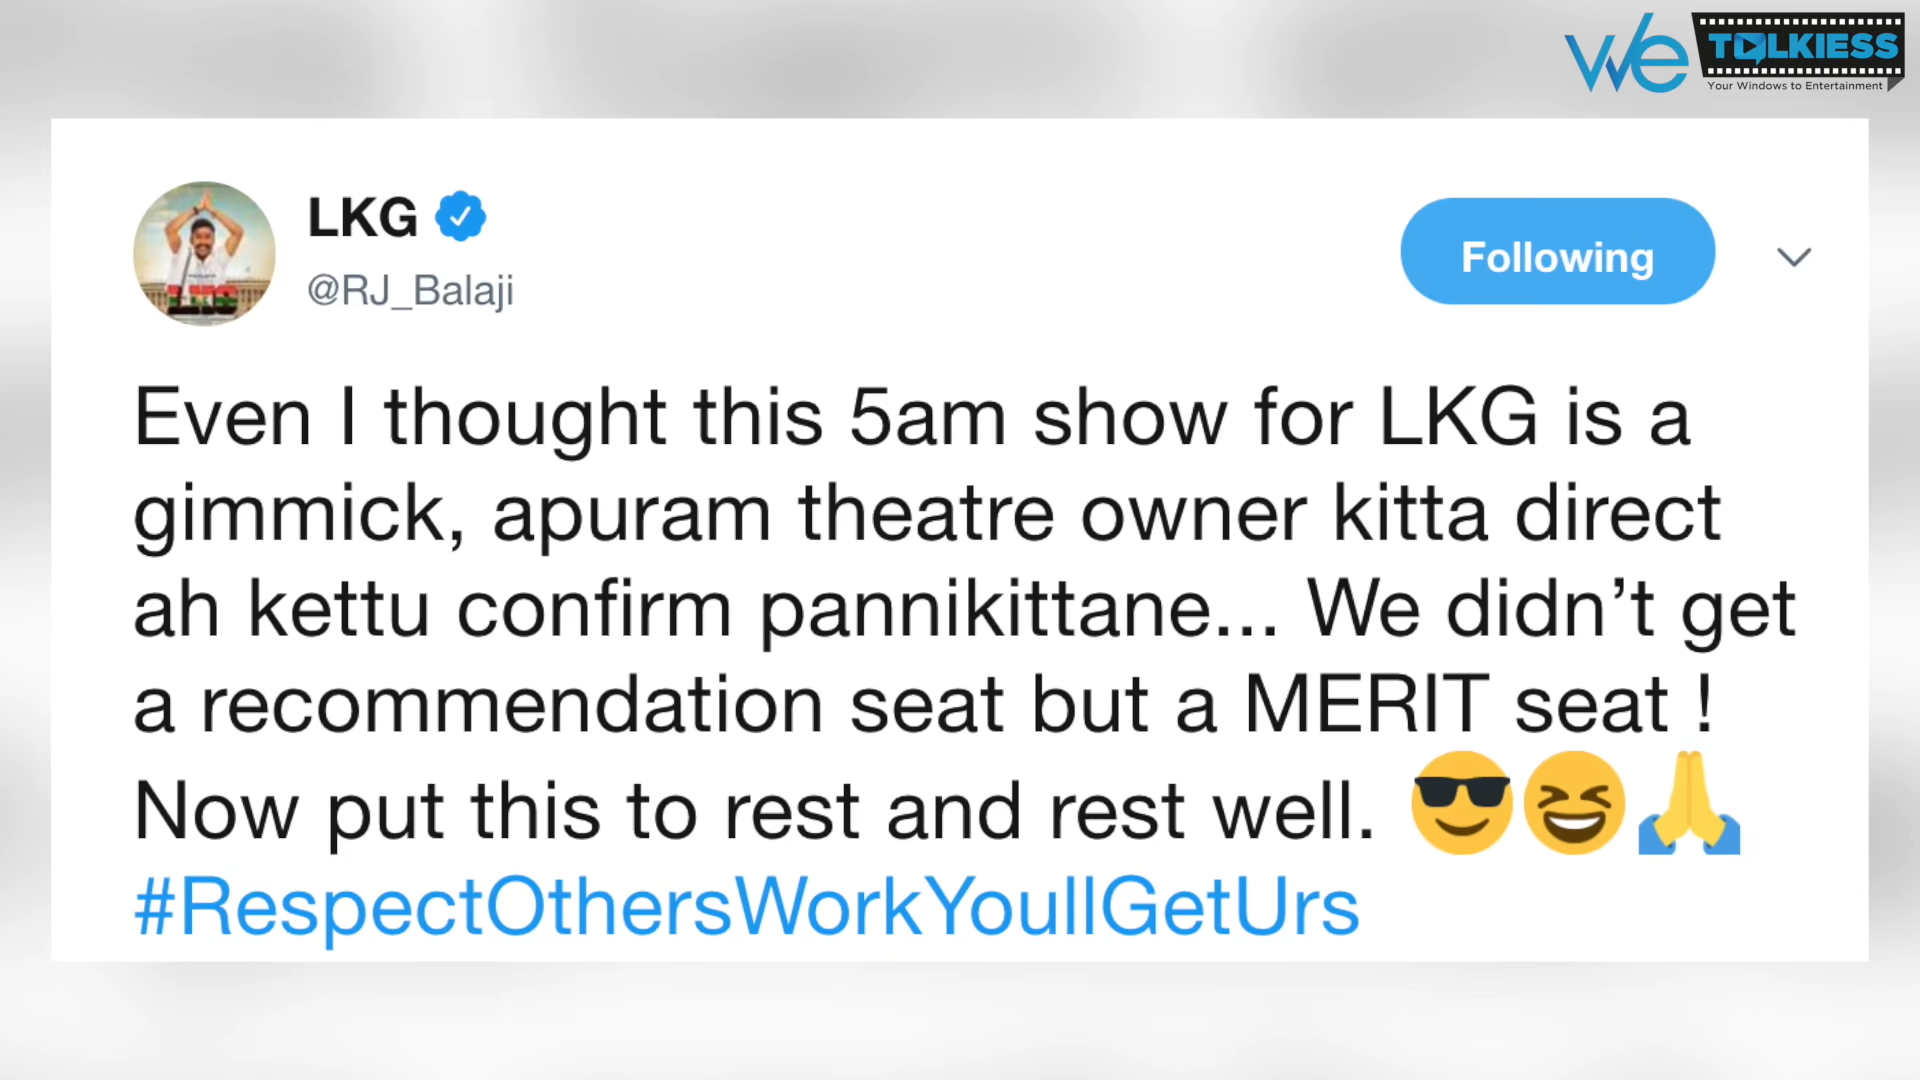 we TALKIESS
Your Windows to Entertainment
LKG
@RJ_Balaji
Following
LKG
Even I thought this 5am show for LKG is a
gimmick, apuram theatre owner kitta direct
ah kettu confirm pannikittane... We didn’t get
a recommendation seat but a MERIT seat !
Now put this to rest and rest well. 😎😆🙏
#RespectOthersWorkYoullGetUrs